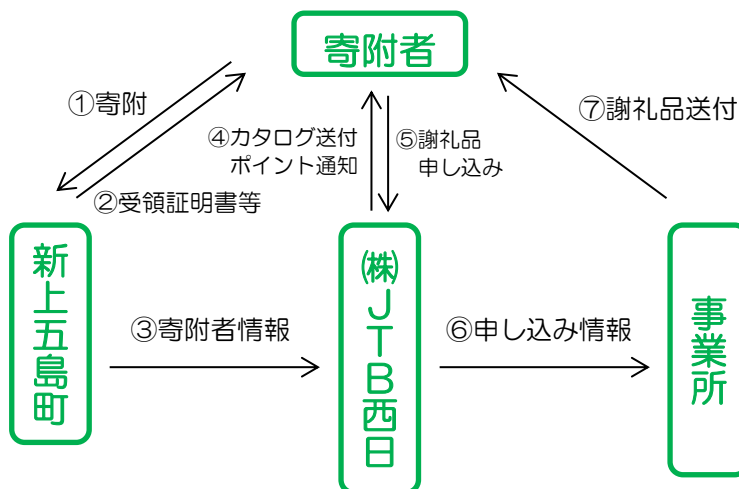 寄附者
①寄附
⑦謝礼品送付
④カタログ送付
ポイント通知
⑤謝礼品
申し込み
②受領証明書等
新上五島町
㈱JTB西日
事業所
③寄附者情報
⑥申し込み情報